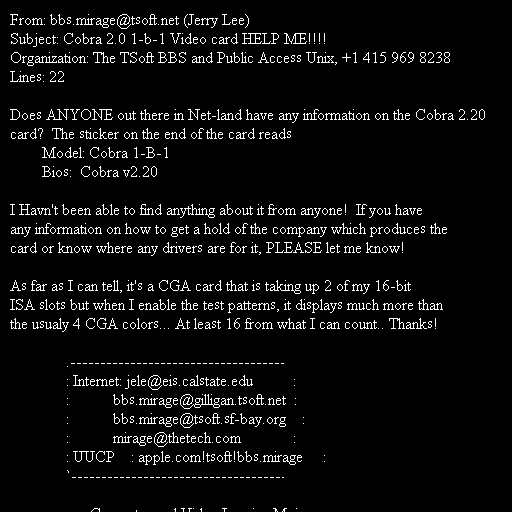 From: bbs.mirage@tsoft.net (Jerry Lee)
Subject: Cobra 2.0 1-b-1 Video card HELP ME!!!!
Organization: The TSoft BBS and Public Access Unix, +1 415 969 8238
Lines: 22

Does ANYONE out there in Net-land have any information on the Cobra 2.20
card?  The sticker on the end of the card reads
        Model: Cobra 1-B-1
        Bios:  Cobra v2.20

I Havn't been able to find anything about it from anyone!  If you have
any information on how to get a hold of the company which produces the
card or know where any drivers are for it, PLEASE let me know!

As far as I can tell, it's a CGA card that is taking up 2 of my 16-bit
ISA slots but when I enable the test patterns, it displays much more than
the usualy 4 CGA colors... At least 16 from what I can count.. Thanks!

.------------------------------------
: Internet: jele@eis.calstate.edu          :
:           bbs.mirage@gilligan.tsoft.net  :
:           bbs.mirage@tsoft.sf-bay.org    :
:           mirage@thetech.com             :
: UUCP    : apple.com!tsoft!bbs.mirage     :
`------------------------------------